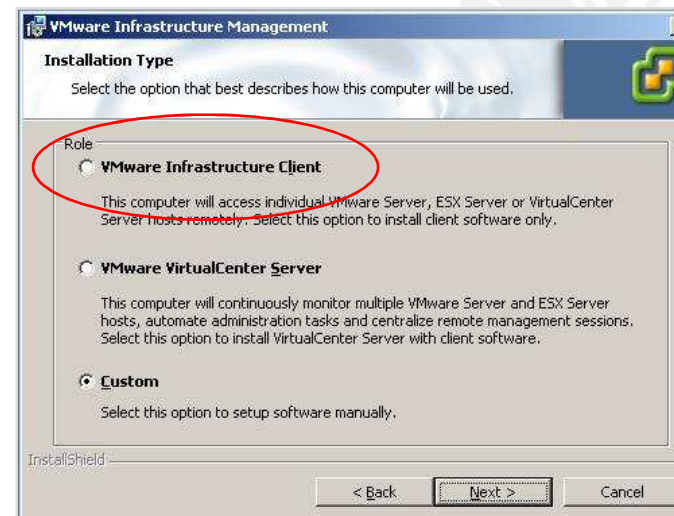 VMware Infrastructure Management
Installation Type
Select the option that best describes how this computer will be used.
Role
VMware Infrastructure Client
This computer will access individual VMware Server, ESX Server or VirtualCenter
Server hosts remotely. Select this option to install client software only.
VMware VirtualCenter Server
This computer will continuously monitor multiple VMware Server and ESX Server
hosts, automate administration tasks and centralize remote management sessions.
Select this option to install VirtualCenter Server with client software.
Custom
Select this option to setup software manually.
InstallShield
< Back Next > Cancel